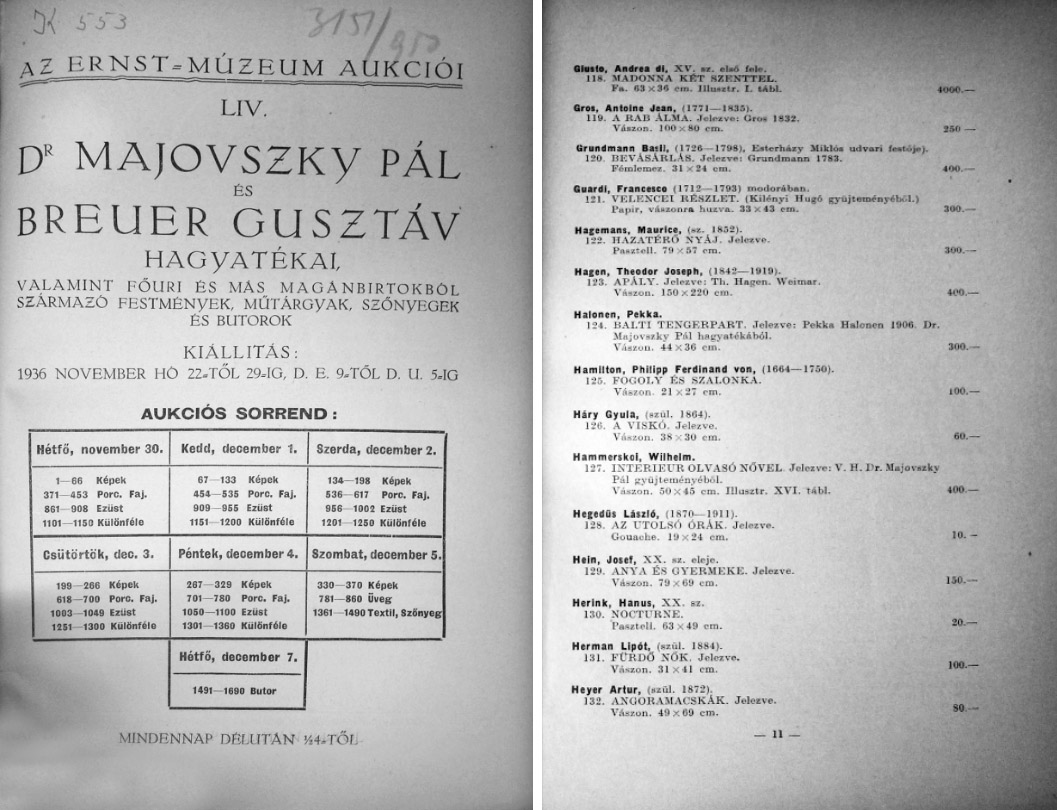 JK 553
3151/950
AZ ERNST=MÚZEUM AUKCIÓI
LIV.
DR MAJOVSZKY PÁL
ÉS
BREUER GUSZTÁV
HAGYATÉKAI,
VALAMINT FŐURI ÉS MÁS MAGÁNBIRTOKBÓL
SZÁRMAZÓ FESTMÉNYEK, MŰTÁRGYAK, SZŐNYEGEK
ÉS BUTOROK
KIÁLLITÁS:
1936 NOVEMBER HÓ 22=TŐL 29=IG, D. E. 9=TŐL D. U. 5=IG
AUKCIÓS SORREND:
Hétfő, november 30.
1—66 Képek
371—453 Porc. Faj.
861—908 Ezüst
1101—1150 Különféle
Kedd, december 1.
67—133 Képek
454—535 Porc. Faj.
909—955 Ezüst
1151—1200 Különféle
Szerda, december 2.
134—198 Képek
536—617 Porc. Faj.
956—1002 Ezüst
1201—1250 Különféle
Csütörtök, dec. 3.
199—266 Képek
618—700 Porc. Faj.
1003—1049 Ezüst
1251—1300 Különféle
Péntek, december 4.
267—329 Képek
701—780 Porc. Faj.
1050—1100 Ezüst
1301—1360 Különféle
Szombat, december 5.
330—370 Képek
781—860 Üveg
1361—1490 Textil, Szőnyeg
Hétfő, december 7.
1491—1690 Butor
MINDENNAP DÉLUTÁN ½4=TŐL
Giusto, Andrea di, XV. sz. első fele.
118. MADONNA KÉT SZENTTEL.
Fa. 63×36 cm. Illusztr. I. tábl. 4000.—
Gros, Antoine Jean, (1771—1835).
119. A RAB ÁLMA. Jelezve: Gros 1832.
Vászon. 100×80 cm. 250 —
Grundmann Basil, (1726—1798), Esterházy Miklós udvari festője).
120. BEVÁSÁRLÁS. Jelezve: Grundmann 1783.
Fémlemez. 31×24 cm. 400.—
Guardi, Francesco (1712—1793) modorában.
121. VELENCEI RÉSZLET. (Kilényi Hugó gyüjteményéből.)
Papir, vászonra huzva. 33×43 cm. 300.—
Hagemans, Maurice, (sz. 1852).
122. HAZATÉRŐ NYÁJ. Jelezve.
Pasztell. 79×57 cm. 300.—
Hagen, Theodor Joseph, (1842—1919).
123. APÁLY. Jelezve: Th. Hagen. Weimar.
Vászon. 150×220 cm. 400.—
Halonen, Pekka.
124. BALTI TENGERPART. Jelezve: Pekka Halonen 1906. Dr.
Majovszky Pál hagyatékából.
Vászon. 44×36 cm. 300.—
Hamilton, Philipp Ferdinand von, (1664—1750).
125. FOGOLY ÉS SZALONKA.
Vászon. 21×27 cm. 100.—
Háry Gyula, (szül. 1864).
126. A VISKÓ. Jelezve.
Vászon. 38×30 cm. 60.—
Hammerskoi, Wilhelm.
127. INTERIEUR OLVASÓ NŐVEL. Jelezve: V. H. Dr. Majovszky
Pál gyüjteményéből.
Vászon. 50×45 cm. Illusztr. XVI. tábl. 400.—
Hegedüs László, (1870—1911).
128. AZ UTOLSÓ ÓRÁK. Jelezve.
Gouache. 19×24 cm. 10. –
Hein, Josef, XX. sz. eleje.
129. ANYA ÉS GYERMEKE. Jelezve.
Vászon. 79×69 cm. 150.—
Herink, Hanus, XX. sz.
130. NOCTURNE.
Pasztell. 63×49 cm. 20.—
Herman Lipót, (szül. 1884).
131. FÜRDŐ NŐK. Jelezve.
Vászon. 31×41 cm. 100.—
Heyer Artur, (szül. 1872).
132. ANGORAMACSKÁK. Jelezve.
Vászon. 49×69 cm. 80.—
— 11 —